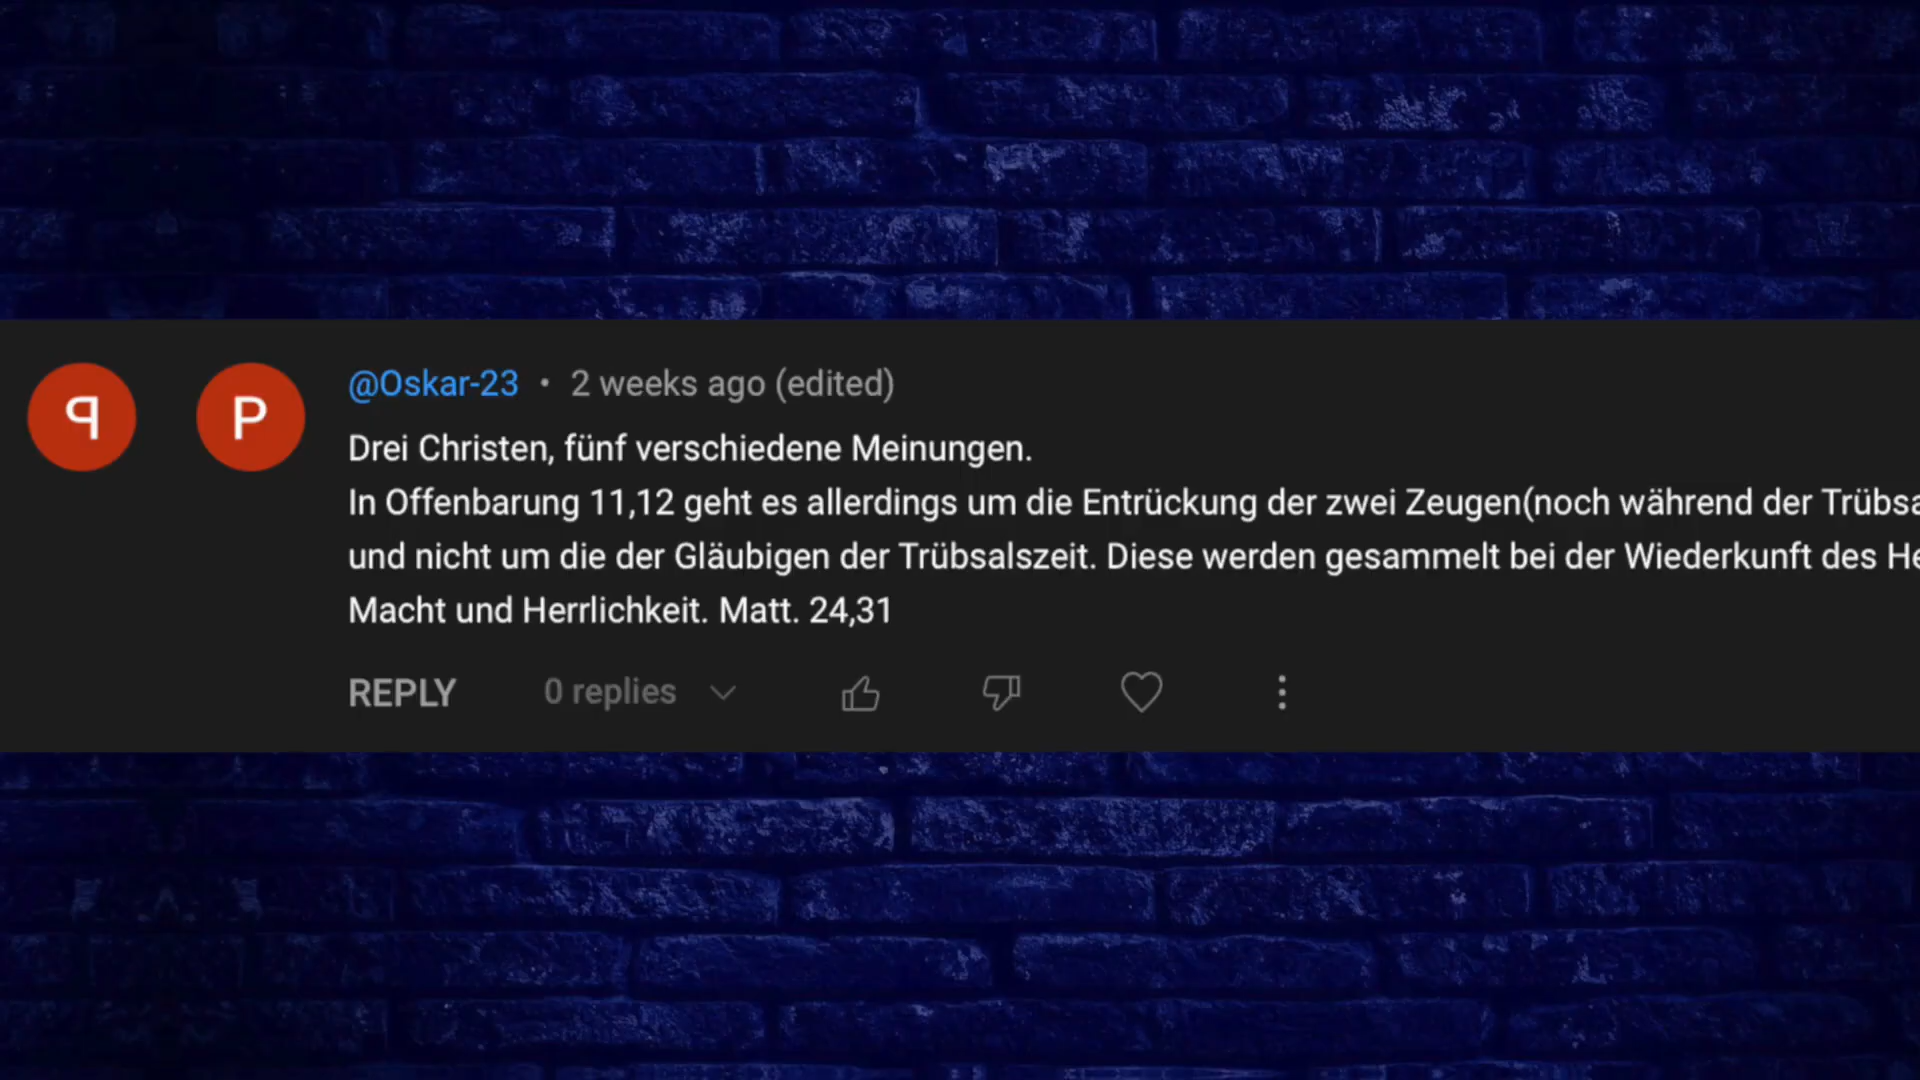 P
@Oskar-23 • 2 weeks ago (edited)
Drei Christen, fünf verschiedene Meinungen.
In Offenbarung 11,12 geht es allerdings um die Entrückung der zwei Zeugen(noch während der
und nicht um die der Gläubigen der Trübsalszeit. Diese werden gesammelt bei der Wiederkunft des
Macht und Herrlichkeit. Matt. 24,31
REPLY 0 replies